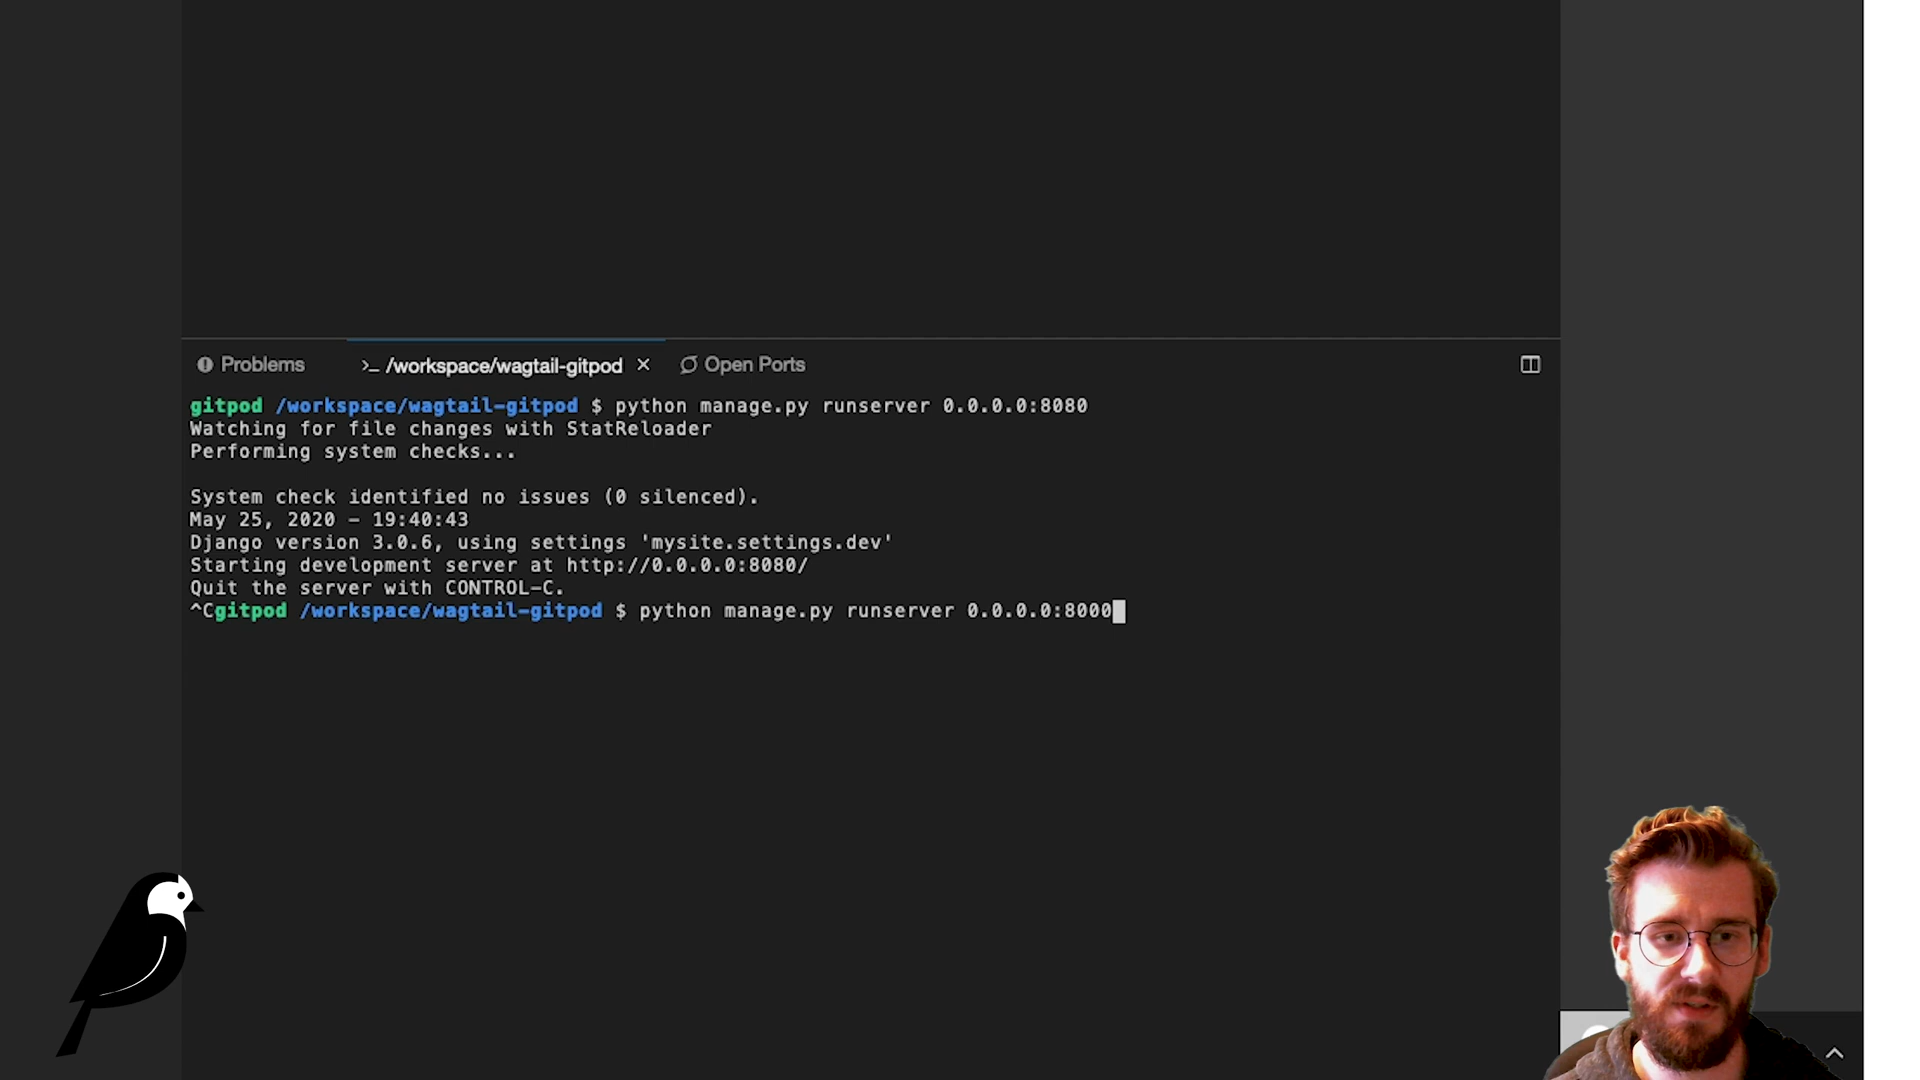 Problems
>_ /workspace/wagtail-gitpod ×
Open Ports
gitpod /workspace/wagtail-gitpod $ python manage.py runserver 0.0.0.0:8080
Watching for file changes with StatReloader
Performing system checks...
System check identified no issues (0 silenced).
May 25, 2020 - 19:40:43
Django version 3.0.6, using settings 'mysite.settings.dev'
Starting development server at http://0.0.0.0:8080/
Quit the server with CONTROL-C.
^Cgitpod /workspace/wagtail-gitpod $ python manage.py runserver 0.0.0.0:8000